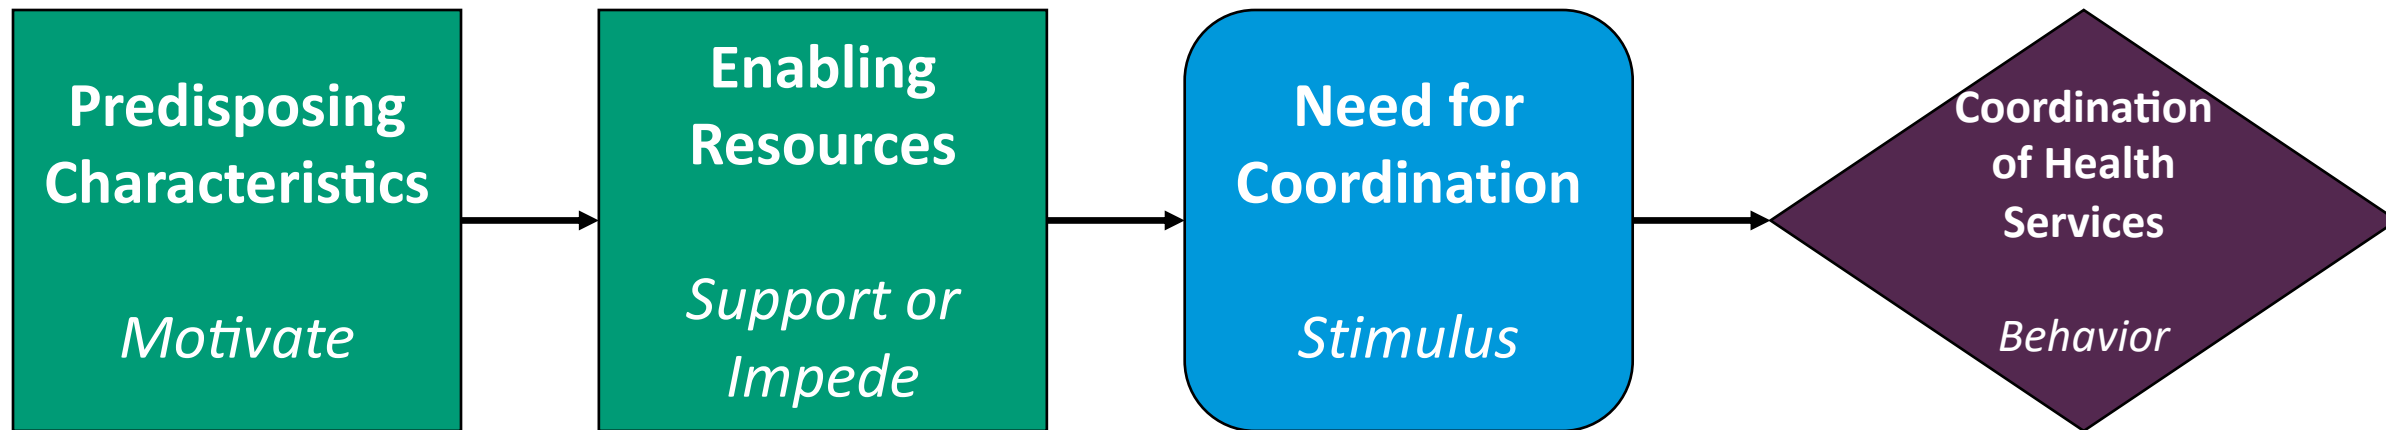 Predisposing
Characteristics
Motivate
Enabling
Resources
Support or
Impede
Need for
Coordination
Stimulus
Coordination
of Health
Services
Behavior